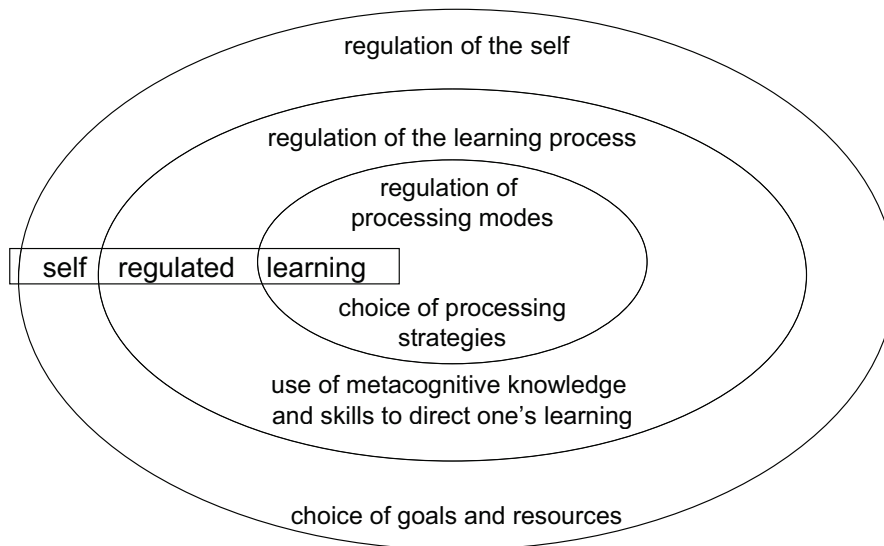 regulation of the self
regulation of the learning process
regulation of
processing modes
self regulated learning
choice of processing
strategies
use of metacognitive knowledge
and skills to direct one's learning
choice of goals and resources